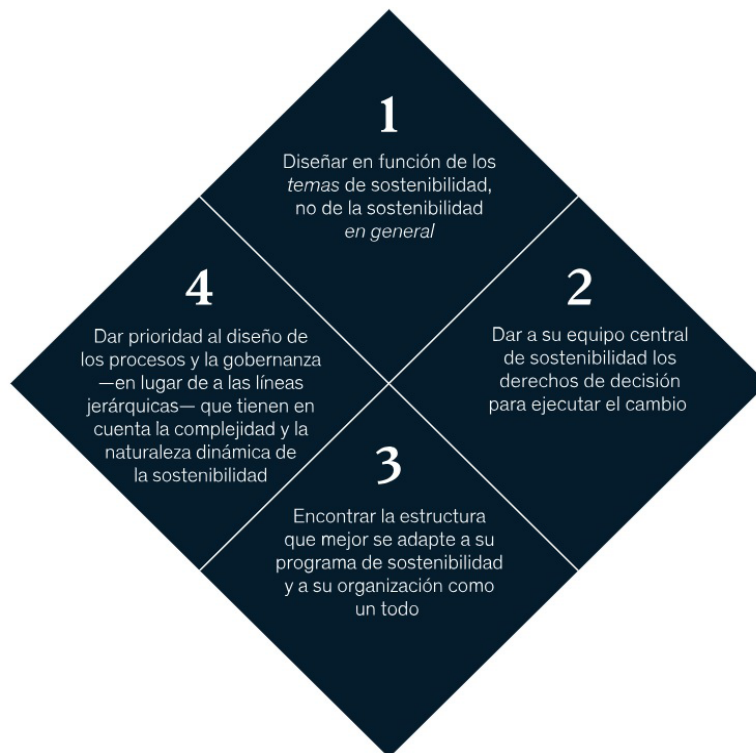 1
Diseñar en función de los
temas de sostenibilidad,
no de la sostenibilidad
en general
2
Dar a su equipo central
de sostenibilidad los
derechos de decisión
para ejecutar el cambio
3
Encontrar la estructura
que mejor se adapte a su
programa de sostenibilidad
y a su organización como
un todo
4
Dar prioridad al diseño de
los procesos y la gobernanza
—en lugar de a las líneas
jerárquicas— que tienen en
cuenta la complejidad y la
naturaleza dinámica de
la sostenibilidad